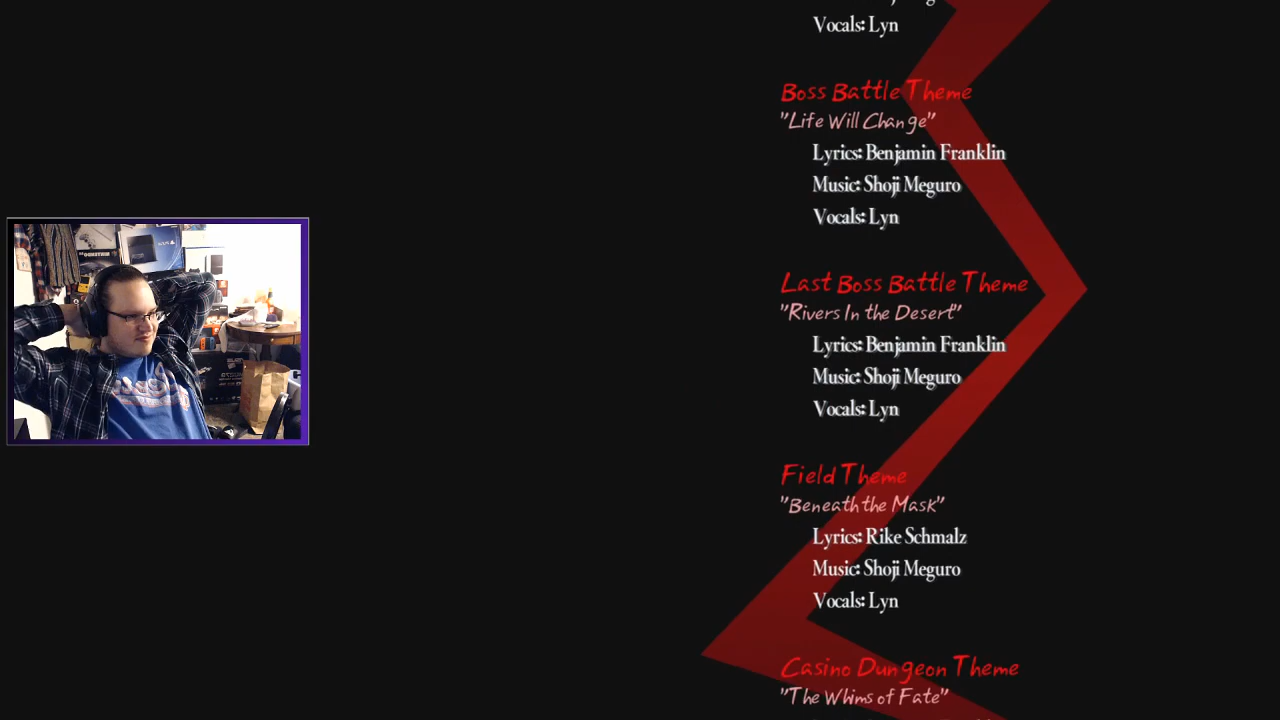 Vocals: Lyn
Boss Battle Theme
"Life Will Change"
Lyrics: Benjamin Franklin
Music: Shoji Meguro
Vocals: Lyn
Last Boss Battle Theme
"Rivers In the Desert"
Lyrics: Benjamin Franklin
Music: Shoji Meguro
Vocals: Lyn
Field Theme
"Beneath the Mask"
Lyrics: Rike Schmalz
Music: Shoji Meguro
Vocals: Lyn
Casino Dungeon Theme
"The Whims of Fate"